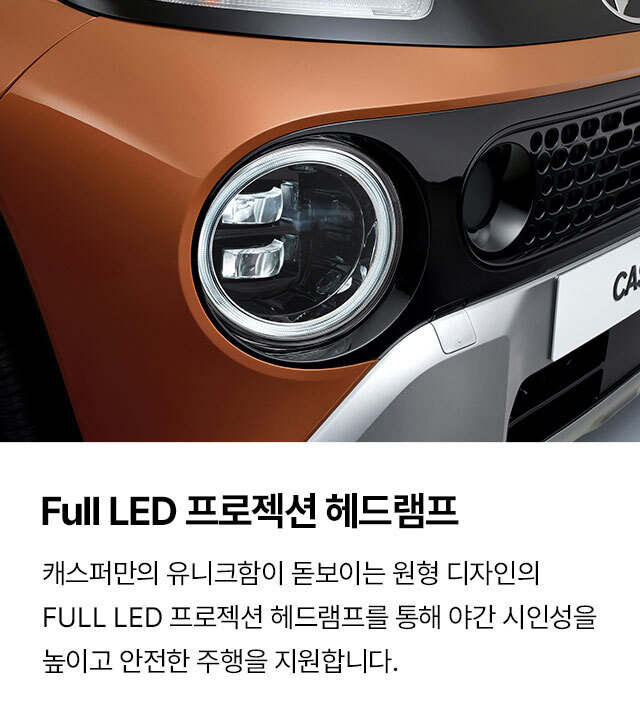 CAS
Full LED 프로젝션 헤드램프
캐스퍼만의 유니크함이 돋보이는 원형 디자인의
FULL LED 프로젝션 헤드램프를 통해 야간 시인성을
높이고 안전한 주행을 지원합니다.